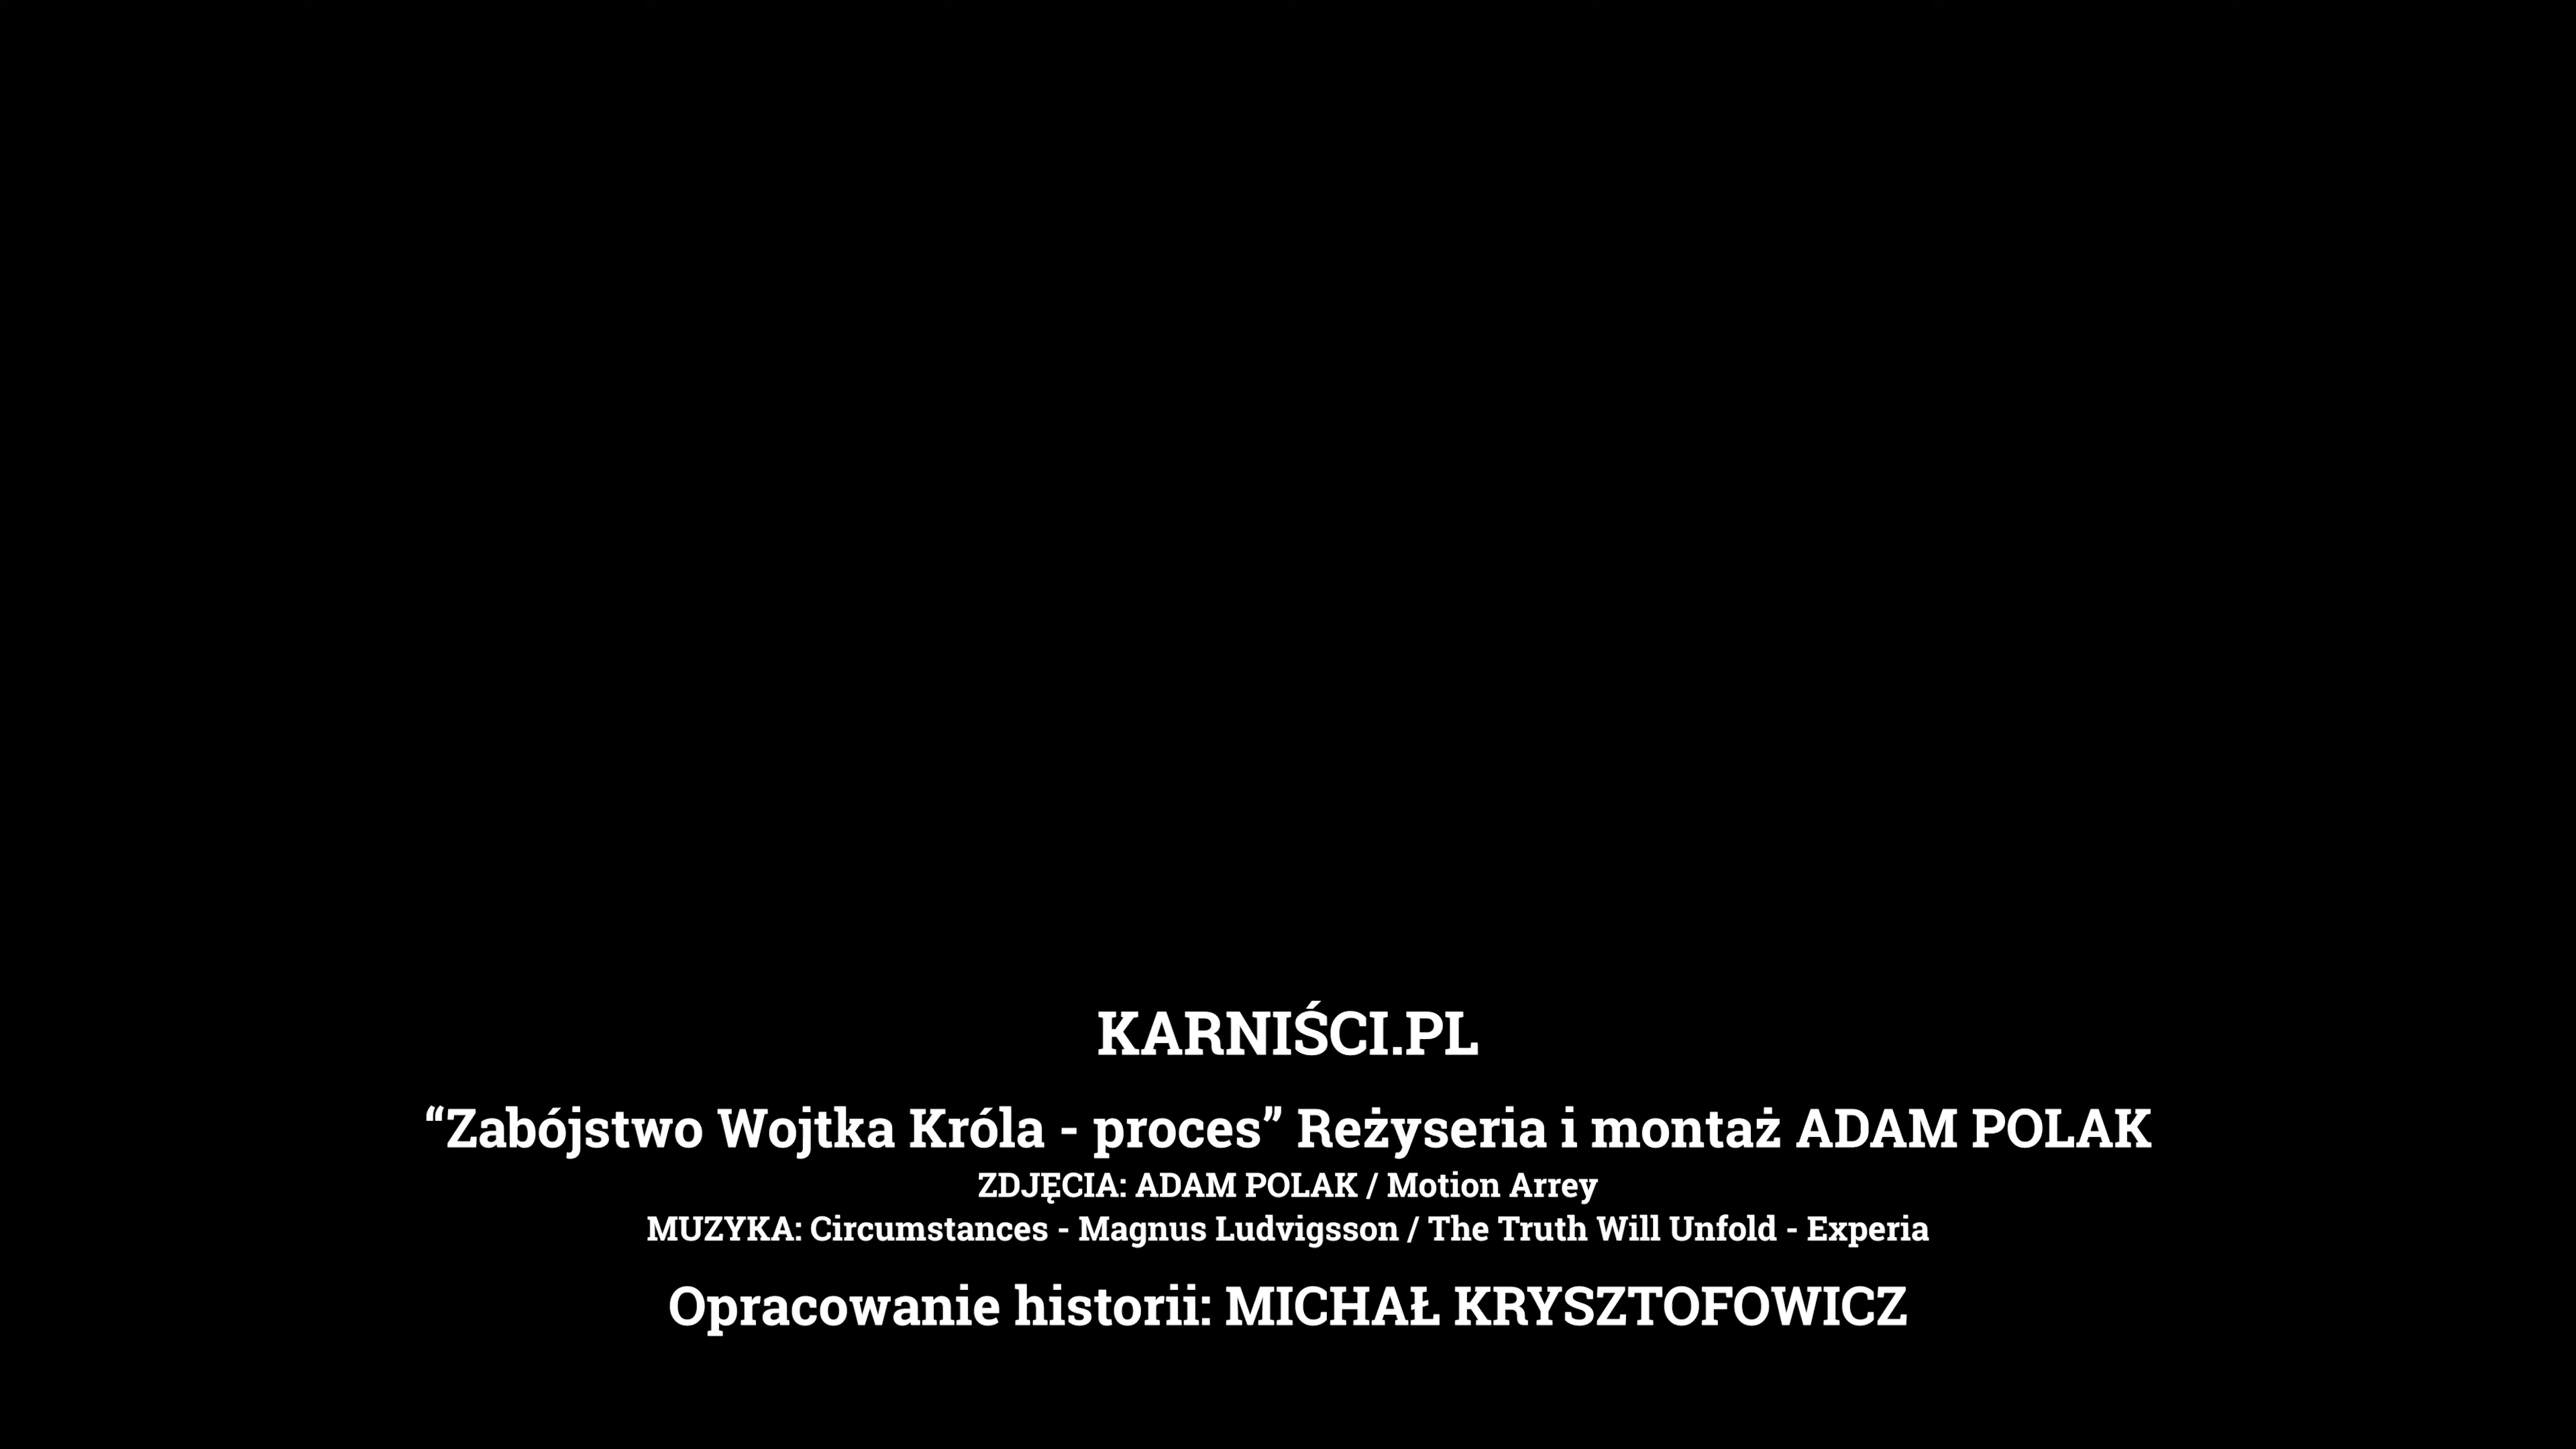 KARNIŚCI.PL
“Zabójstwo Wojtka Króla - proces” Reżyseria i montaż ADAM POLAK
ZDJĘCIA: ADAM POLAK / Motion Arrey
MUZYKA: Circumstances - Magnus Ludvigsson / The Truth Will Unfold - Experia
Opracowanie historii: MICHAŁ KRYSZTOFOWICZ